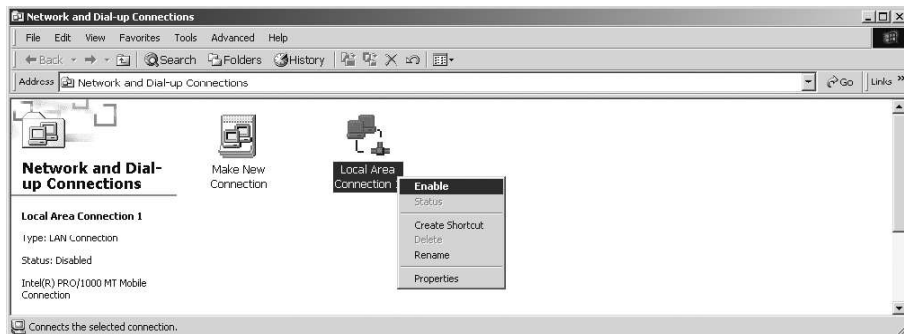 Network and Dial-up Connections
File Edit View Favorites Tools Advanced Help
Back Search Folders History
Address Network and Dial-up Connections Go Links »
Network and Dial-
up Connections
Local Area Connection 1
Type: LAN Connection
Status: Disabled
Intel(R) PRO/1000 MT Mobile
Connection
Make New
Connection
Local Area
Connection
Enable
Status
Create Shortcut
Delete
Rename
Properties
Connects the selected connection.